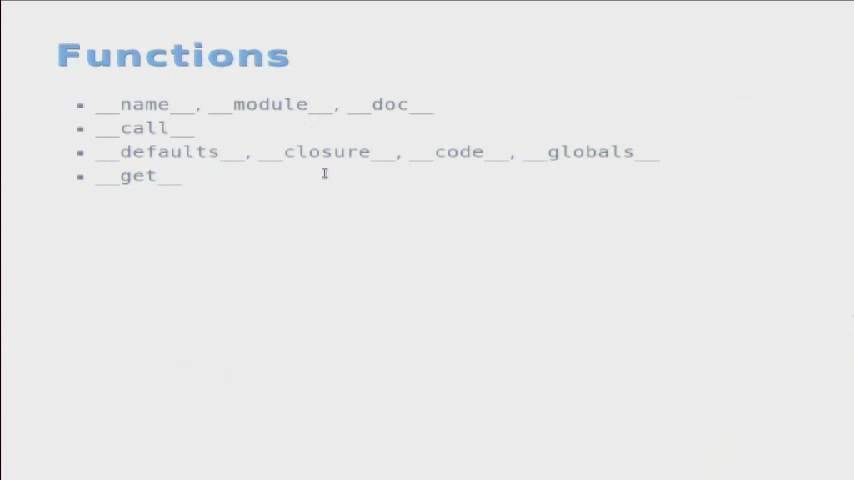 Functions
__name__, __module__, __doc__
__call__
__defaults__, __closure__, __code__, __globals__
__get__